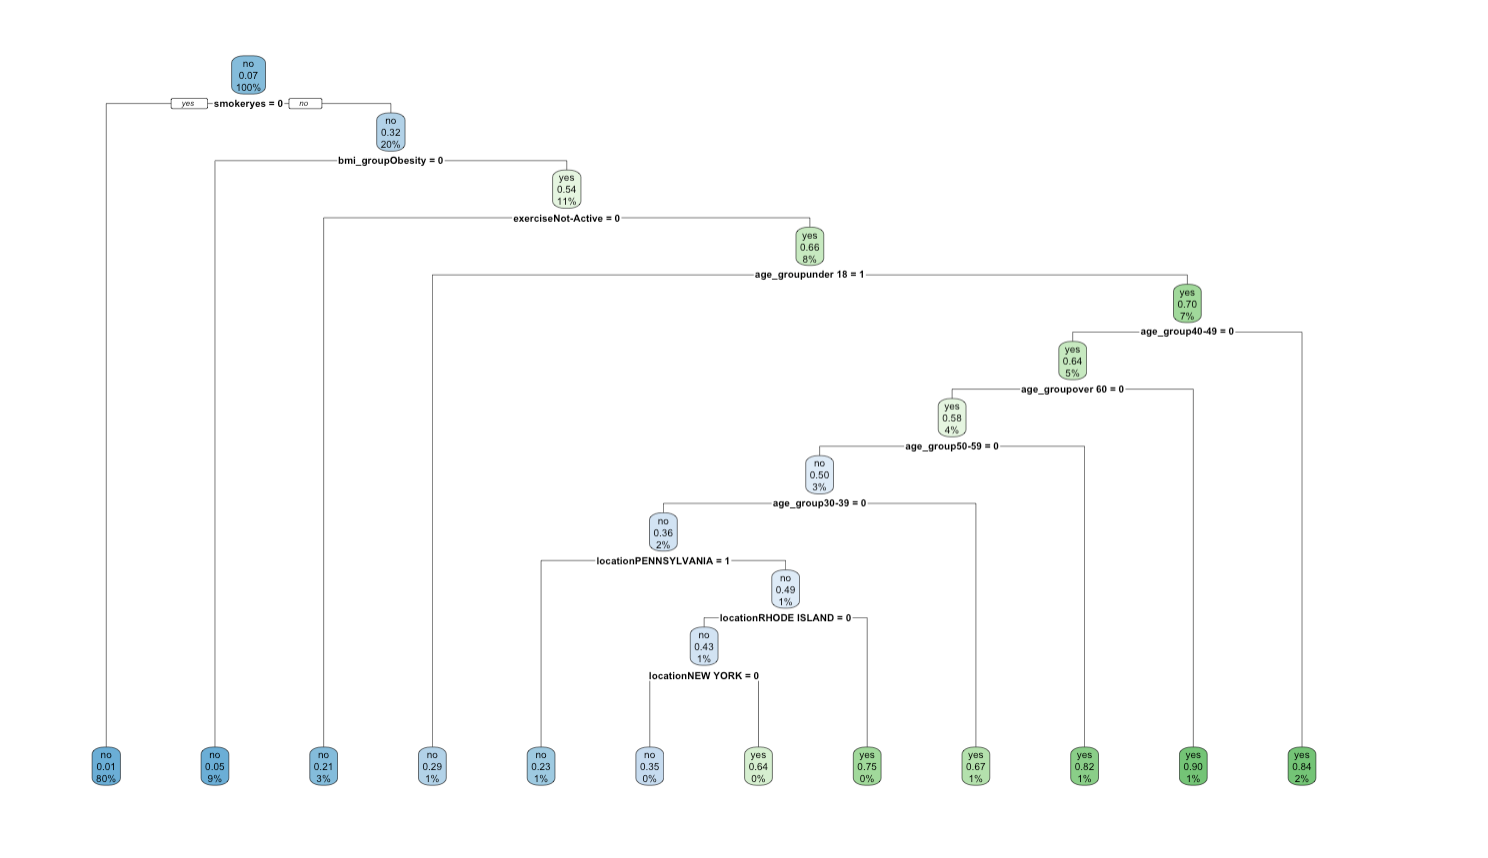 no
0.07
100%
yes smokeryes = 0 no
no
0.32
20%
bmi_groupObesity = 0
yes
0.54
11%
exerciseNot-Active = 0
yes
0.66
8%
age_groupunder 18 = 1
yes
0.70
7%
age_group40-49 = 0
yes
0.64
5%
age_groupover 60 = 0
yes
0.58
4%
age_group50-59 = 0
no
0.50
3%
age_group30-39 = 0
no
0.36
2%
locationPENNSYLVANIA = 1
no
0.49
1%
locationRHODE ISLAND = 0
no
0.43
1%
locationNEW YORK = 0
no
0.01
80%
no
0.05
9%
no
0.21
3%
no
0.29
1%
no
0.23
1%
no
0.35
0%
yes
0.64
0%
yes
0.75
0%
yes
0.67
1%
yes
0.82
1%
yes
0.90
1%
yes
0.84
2%